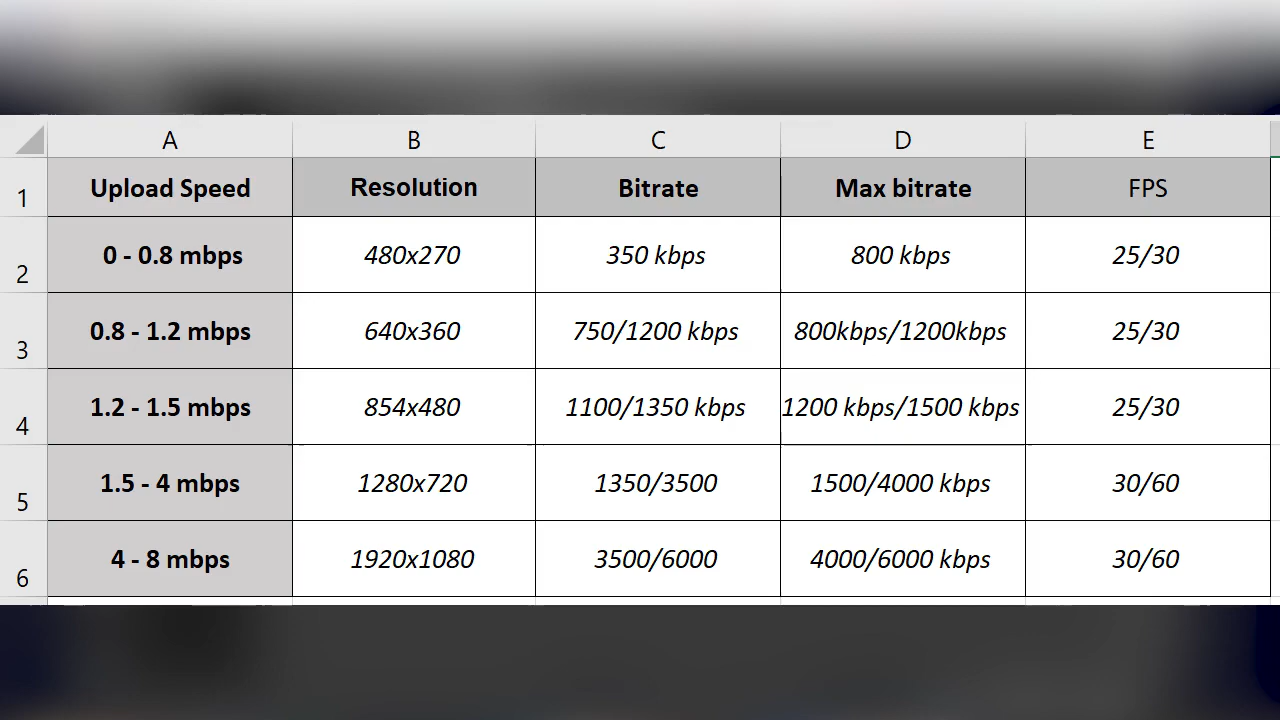 A B C D E
1 Upload Speed Resolution Bitrate Max bitrate FPS
2 0 - 0.8 mbps 480x270 350 kbps 800 kbps 25/30
3 0.8 - 1.2 mbps 640x360 750/1200 kbps 800kbps/1200kbps 25/30
4 1.2 - 1.5 mbps 854x480 1100/1350 kbps 1200 kbps/1500 kbps 25/30
5 1.5 - 4 mbps 1280x720 1350/3500 1500/4000 kbps 30/60
6 4 - 8 mbps 1920x1080 3500/6000 4000/6000 kbps 30/60